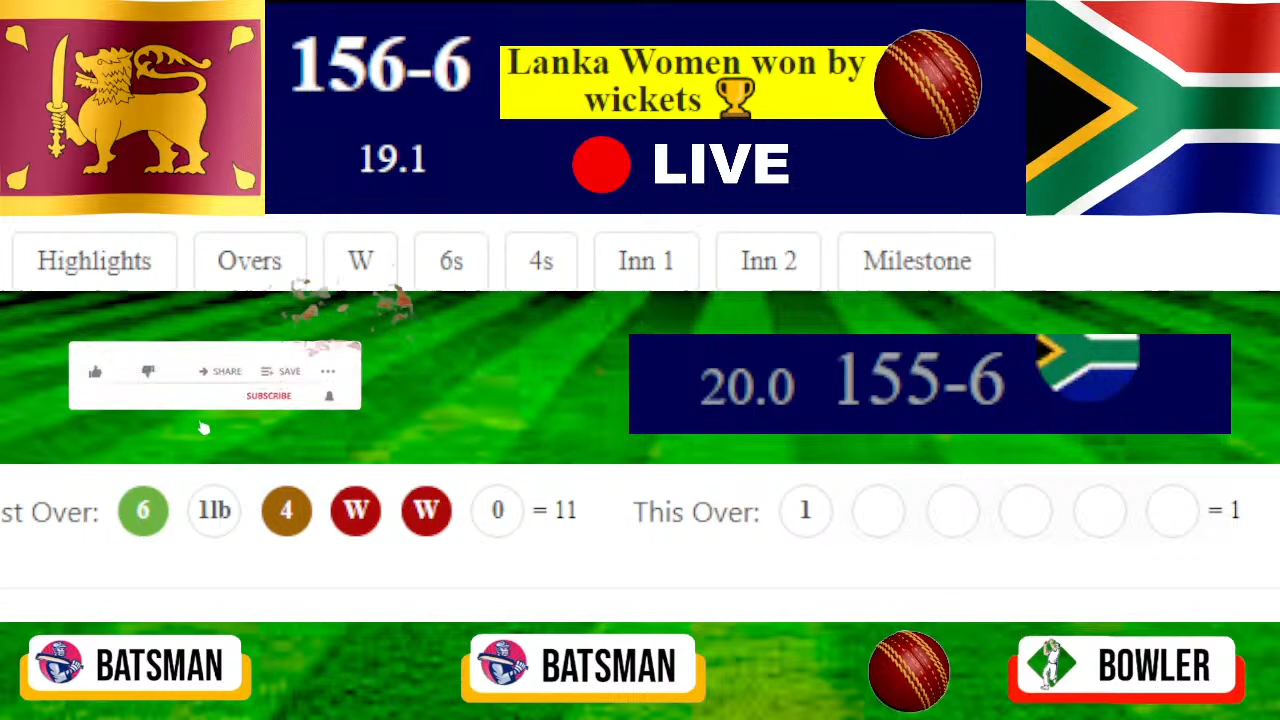 156-6
Lanka Women won by
wickets 🏆
19.1
LIVE
Highlights Overs W 6s 4s Inn 1 Inn 2 Milestone
SHARE SAVE
SUBSCRIBE
20.0 155-6
st Over: 6 1lb 4 W W 0 = 11 This Over: 1 = 1
BATSMAN BATSMAN BOWLER